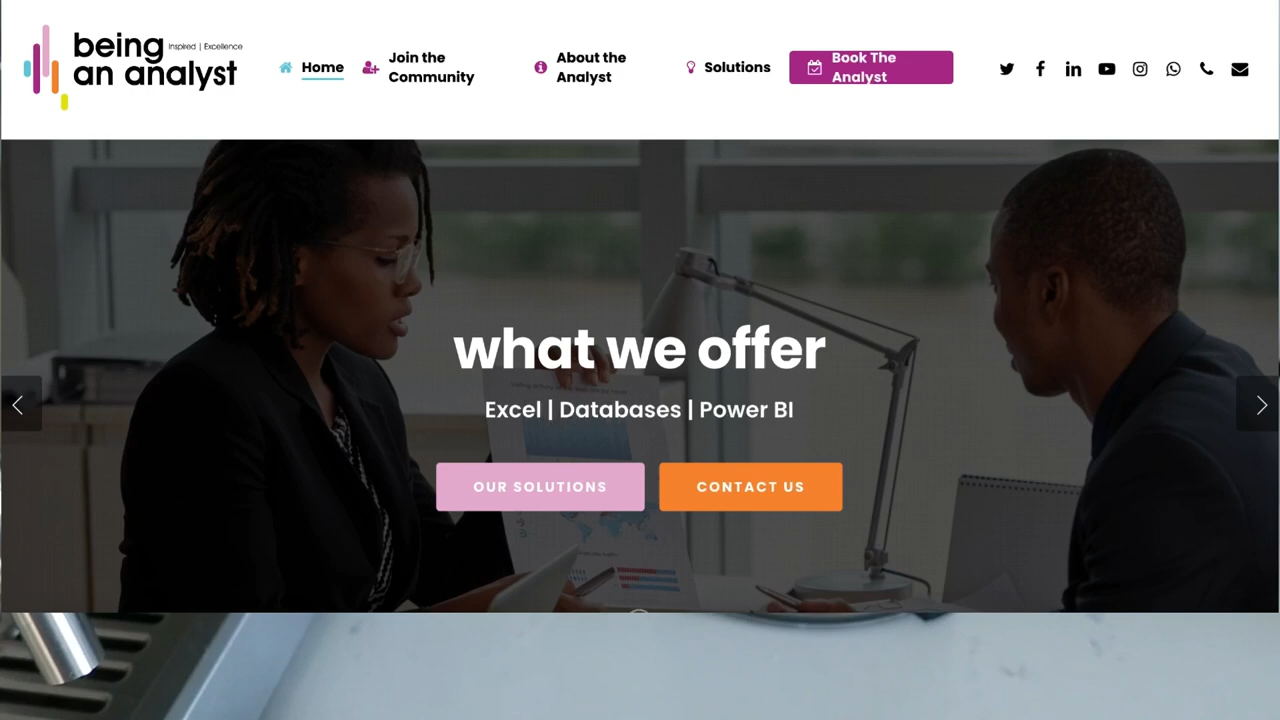 being
Inspired | Excellence
an analyst
Home
Join the
Community
About the
Analyst
Solutions
Book The
Analyst
what we offer
Excel | Databases | Power BI
OUR SOLUTIONS
CONTACT US